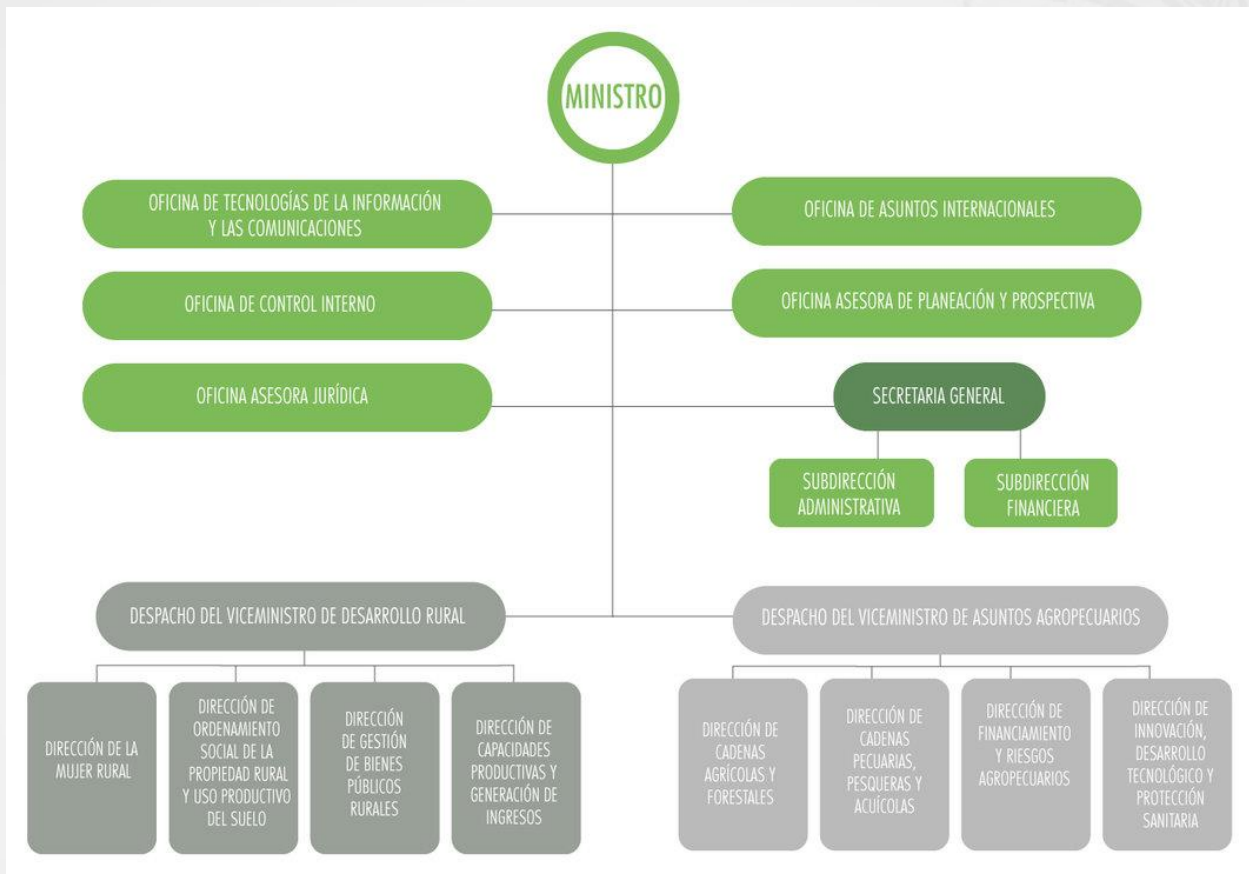 MINISTRO
OFICINA DE TECNOLOGÍAS DE LA INFORMACIÓN
Y LAS COMUNICACIONES
OFICINA DE ASUNTOS INTERNACIONALES
OFICINA DE CONTROL INTERNO
OFICINA ASESORA DE PLANEACIÓN Y PROSPECTIVA
OFICINA ASESORA JURÍDICA
SECRETARIA GENERAL
SUBDIRECCIÓN
ADMINISTRATIVA
SUBDIRECCIÓN
FINANCIERA
DESPACHO DEL VICEMINISTRO DE DESARROLLO RURAL
DESPACHO DEL VICEMINISTRO DE ASUNTOS AGROPECUARIOS
DIRECCIÓN DE LA
MUJER RURAL
DIRECCIÓN DE
ORDENAMIENTO
SOCIAL DE LA
PROPIEDAD RURAL
Y USO PRODUCTIVO
DEL SUELO
DIRECCIÓN
DE GESTIÓN
DE BIENES
PÚBLICOS
RURALES
DIRECCIÓN DE
CAPACIDADES
PRODUCTIVAS Y
GENERACIÓN DE
INGRESOS
DIRECCIÓN DE
CADENAS
AGRÍCOLAS Y
FORESTALES
DIRECCIÓN DE
CADENAS
PECUARIAS,
PESQUERAS Y
ACUÍCOLAS
DIRECCIÓN DE
FINANCIAMIENTO
Y RIESGOS
AGROPECUARIOS
DIRECCIÓN DE
INNOVACIÓN,
DESARROLLO
TECNOLÓGICO Y
PROTECCIÓN
SANITARIA